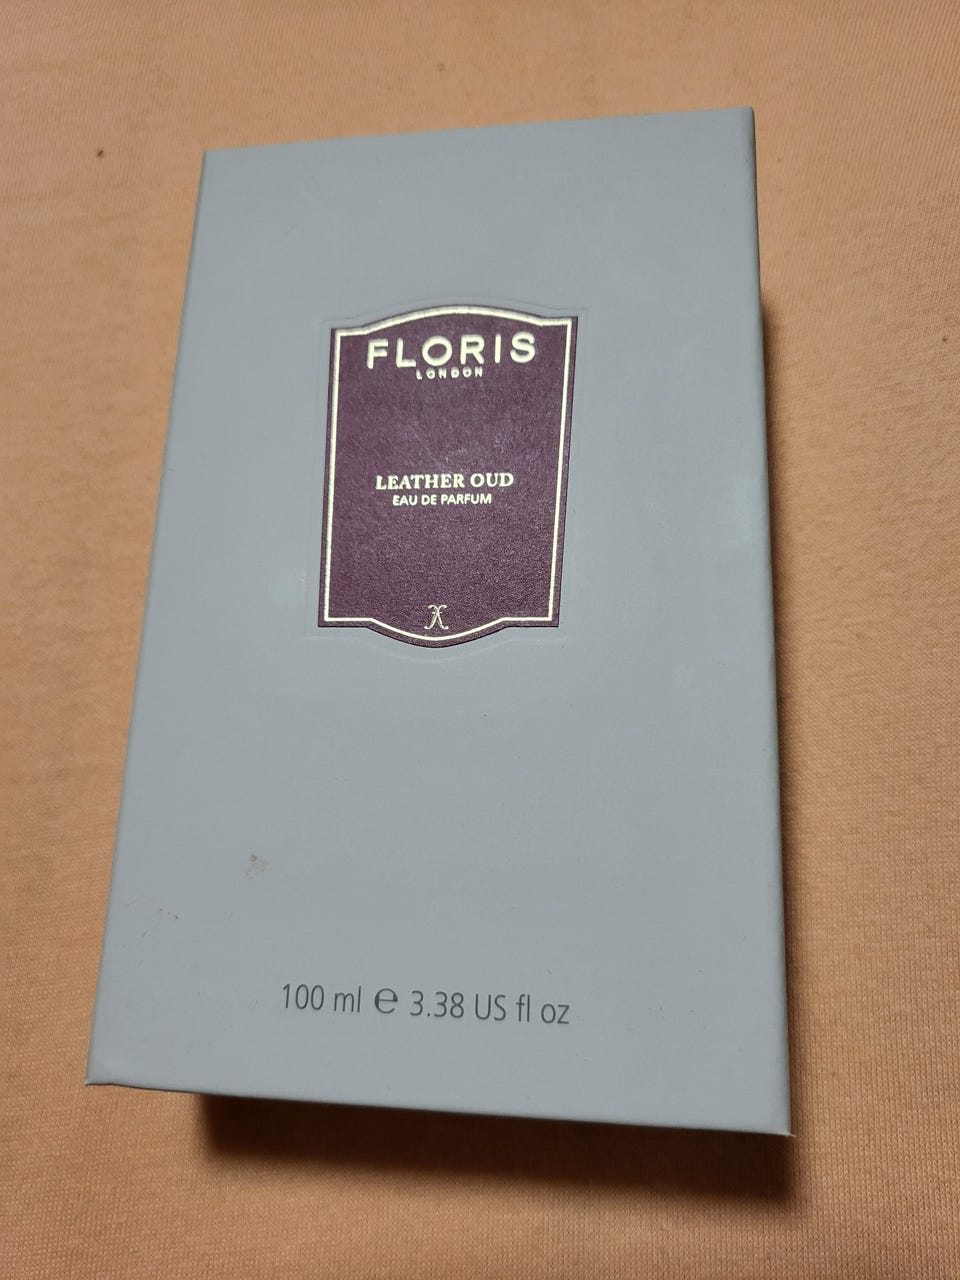 FLORIS
LONDON
LEATHER OUD
EAU DE PARFUM
100 ml ℮ 3.38 US fl oz